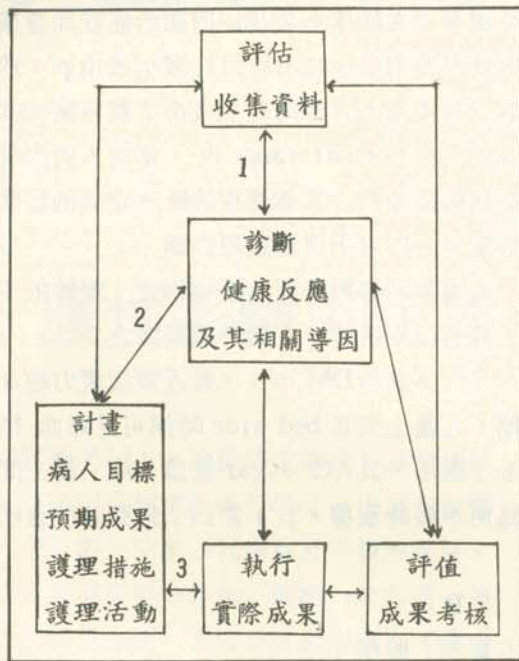 評估
收集資料
1
診斷
健康反應
及其相關導因
2
計畫
病人目標
預期成果
護理措施
護理活動
3
執行
實際成果
評值
成果考核